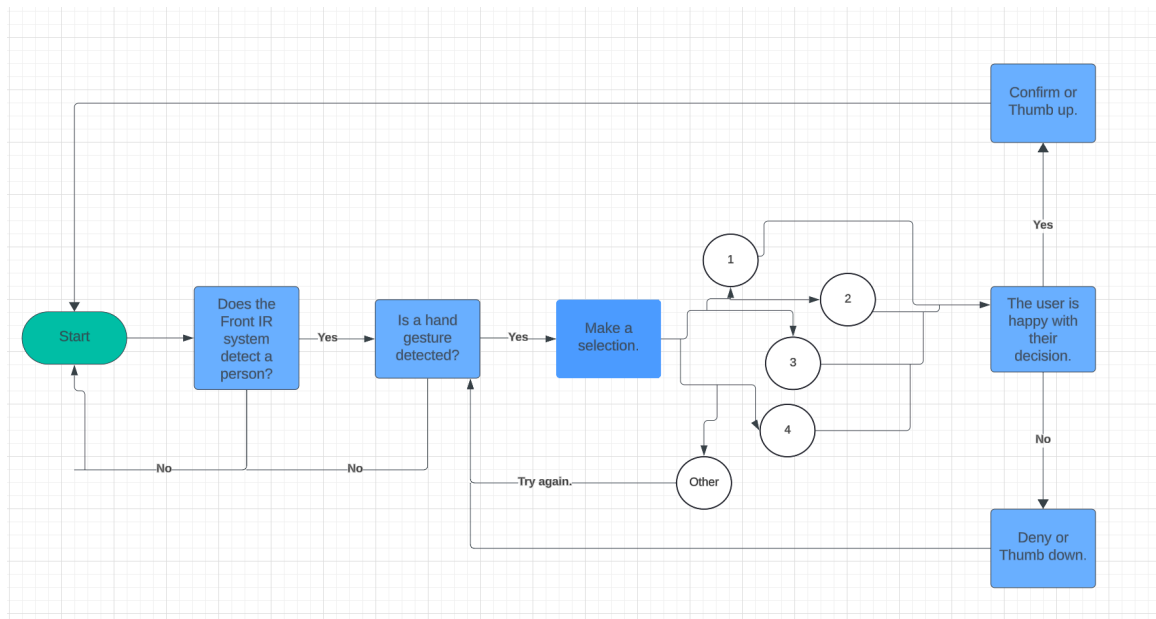 Confirm or
Thumb up.
Yes
1
2
Start
Does the
Front IR
system
detect a
person?
Yes
Is a hand
gesture
detected?
Yes
Make a
selection.
The user is
happy with
their
decision.
3
4
No
No
No
Try again.
Other
Deny or
Thumb down.